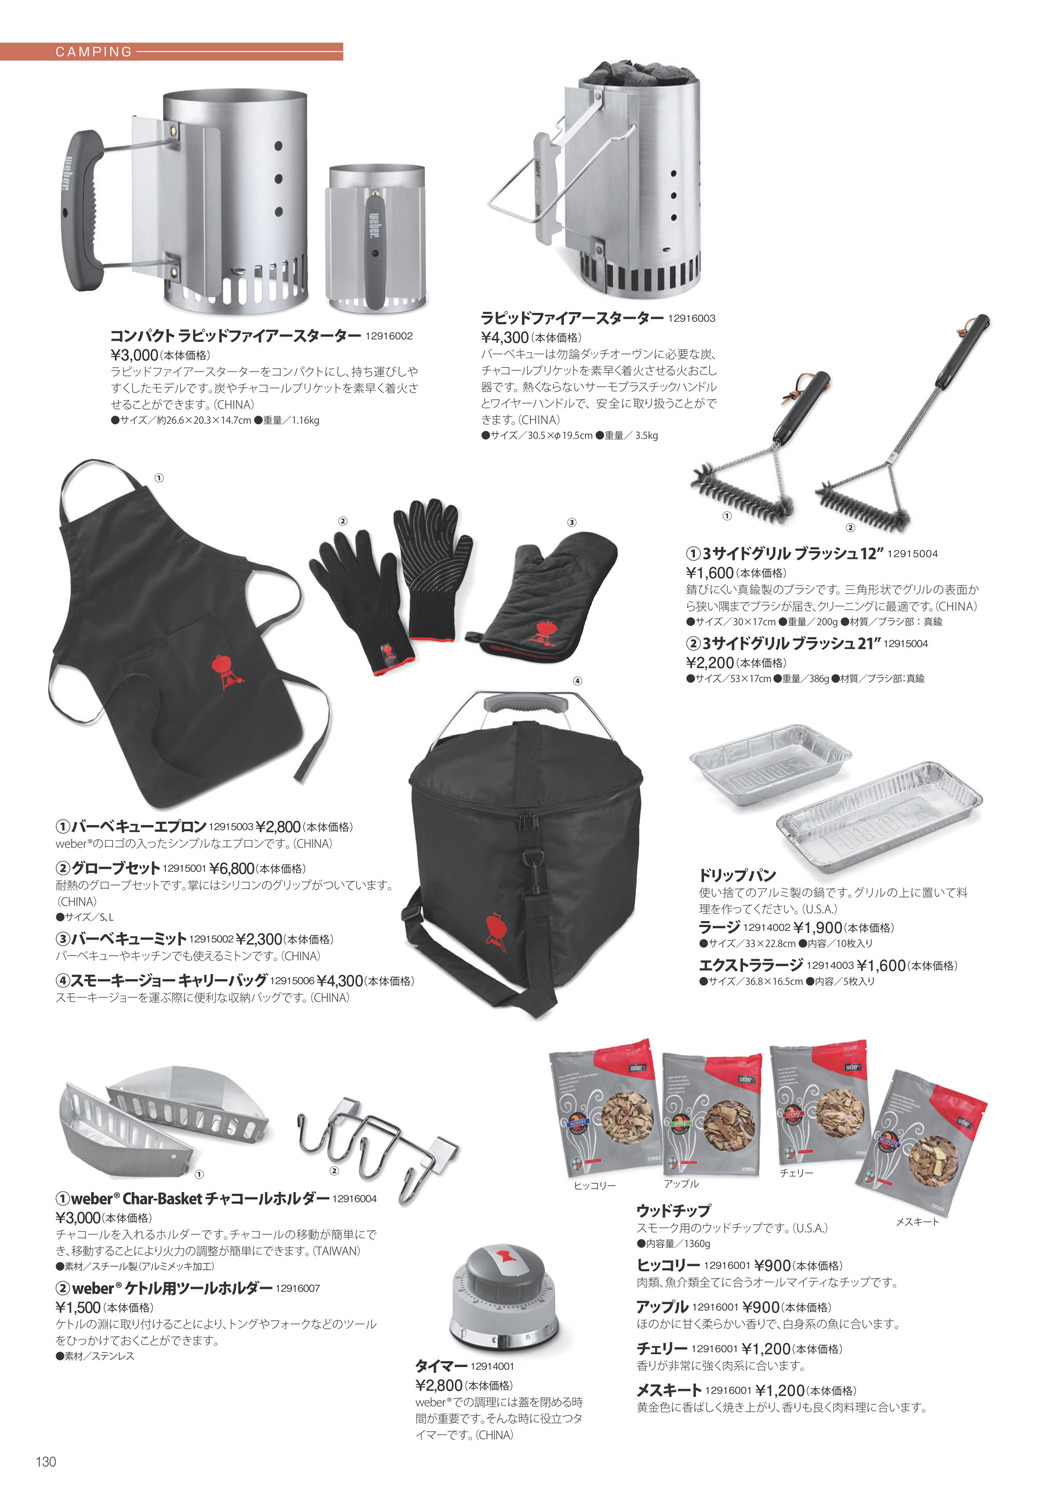 CAMPING
コンパクト ラピッドファイアースターター 12916002
¥3,000(本体価格)
ラピッドファイアースターターをコンパクトにし、持ち運びしや
すくしたモデルです。炭やチャコールブリケットを素早く着火さ
せることができます。(CHINA)
●サイズ/約26.6×20.3×14.7cm ●重量/1.16kg
ラピッドファイアースターター 12916003
¥4,300(本体価格)
バーベキューは勿論ダッチオーヴンに必要な炭、
チャコールブリケットを素早く着火させる火おこし
器です。熱くならないサーモプラスチックハンドル
とワイヤーハンドルで、安全に取り扱うことがで
きます。(CHINA)
●サイズ/30.5×φ19.5cm ●重量/ 3.5kg
①
②
①3サイドグリル ブラッシュ12” 12915004
¥1,600(本体価格)
錆びにくい真鍮製のブラシです。三角形状でグリルの表面か
ら狭い隅までブラシが届き、クリーニングに最適です。(CHINA)
●サイズ/30×17cm ●重量/200g ●材質/ブラシ部:真鍮
②3サイドグリル ブラッシュ21” 12915004
¥2,200(本体価格)
●サイズ/53×17cm ●重量/386g ●材質/ブラシ部:真鍮
①
②
③
④
①バーベキューエプロン 12915003 ¥2,800(本体価格)
weber®のロゴの入ったシンプルなエプロンです。(CHINA)
②グローブセット 12915001 ¥6,800(本体価格)
耐熱のグローブセットです。掌にはシリコンのグリップがついています。
(CHINA)
●サイズ/S, L
③バーベキューミット 12915002 ¥2,300(本体価格)
バーベキューやキッチンでも使えるミトンです。(CHINA)
④スモーキージョー キャリーバッグ 12915006 ¥4,300(本体価格)
スモーキージョーを運ぶ際に便利な収納バッグです。(CHINA)
ドリップパン
使い捨てのアルミ製の鍋です。グリルの上に置いて料
理を作ってください。(U.S.A.)
ラージ 12914002 ¥1,900(本体価格)
●サイズ/33×22.8cm ●内容/10枚入り
エクストララージ 12914003 ¥1,600(本体価格)
●サイズ/36.8×16.5cm ●内容/5枚入り
①
②
①weber® Char-Basket チャコールホルダー 12916004
¥3,000(本体価格)
チャコールを入れるホルダーです。チャコールの移動が簡単にで
き、移動することにより火力の調整が簡単にできます。(TAIWAN)
●素材/スチール製(アルミメッキ加工)
②weber® ケトル用ツールホルダー 12916007
¥1,500(本体価格)
ケトルの淵に取り付けることにより、トングやフォークなどのツール
をひっかけておくことができます。
●素材/ステンレス
タイマー 12914001
¥2,800(本体価格)
weber®での調理には蓋を閉める時
間が重要です。そんな時に役立つタ
イマーです。(CHINA)
ヒッコリー
アップル
チェリー
メスキート
ウッドチップ
スモーク用のウッドチップです。(U.S.A.)
●内容量/1360g
ヒッコリー 12916001 ¥900(本体価格)
肉類、魚介類全てに合うオールマイティなチップです。
アップル 12916001 ¥900(本体価格)
ほのかに甘く柔らかい香りで、白身系の魚に合います。
チェリー 12916001 ¥1,200(本体価格)
香りが非常に強く肉系に合います。
メスキート 12916001 ¥1,200(本体価格)
黄金色に香ばしく焼き上がり、香りも良く肉料理に合います。
130